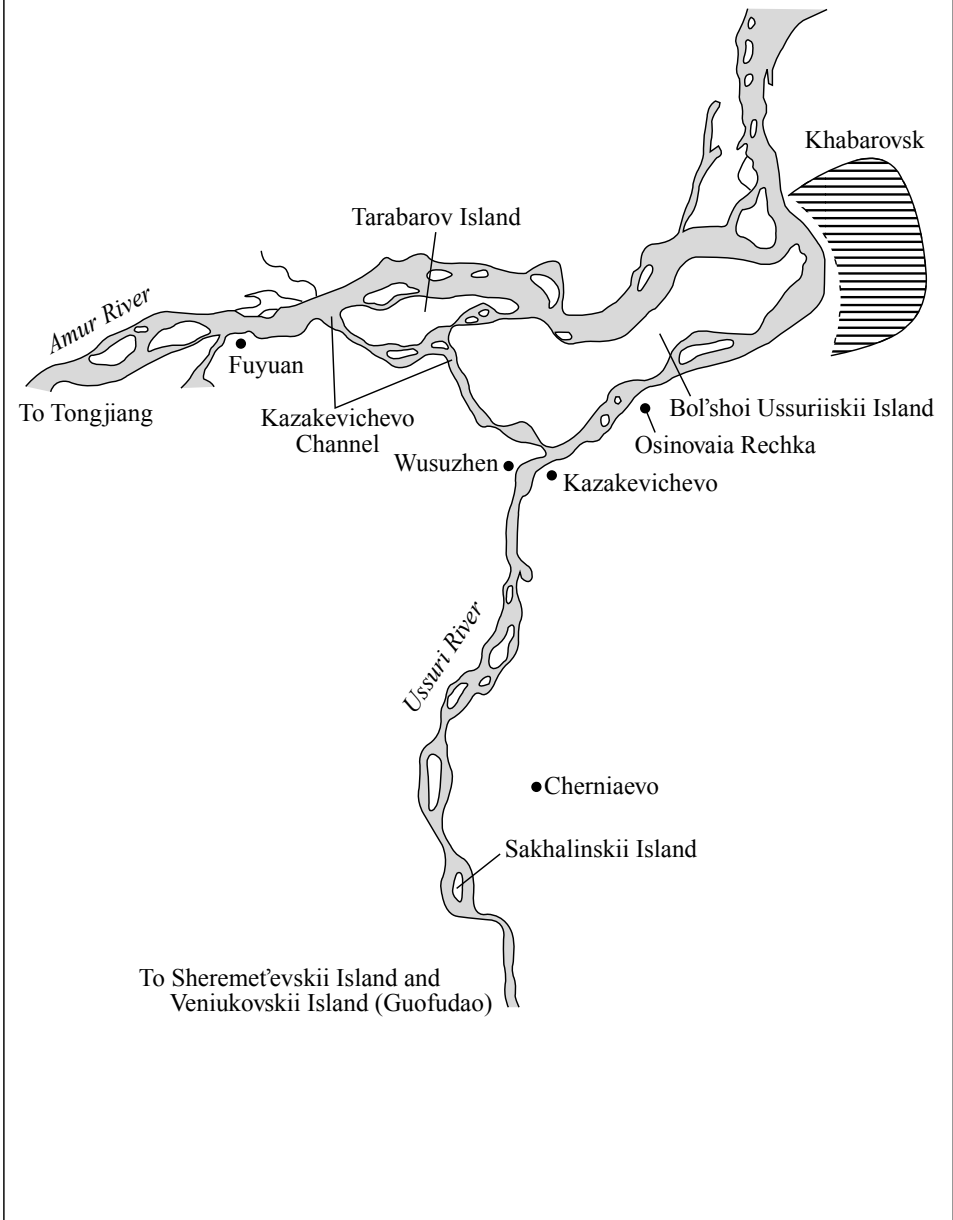 Khabarovsk
Tarabarov Island
Amur River
Fuyuan
To Tongjiang
Kazakevichevo
Channel
Bol’shoi Ussuriiskii Island
Osinovaia Rechka
Wusuzhen
Kazakevichevo
Ussuri River
Cherniaevo
Sakhalinskii Island
To Sheremet’evskii Island and
Veniukovskii Island (Guofudao)